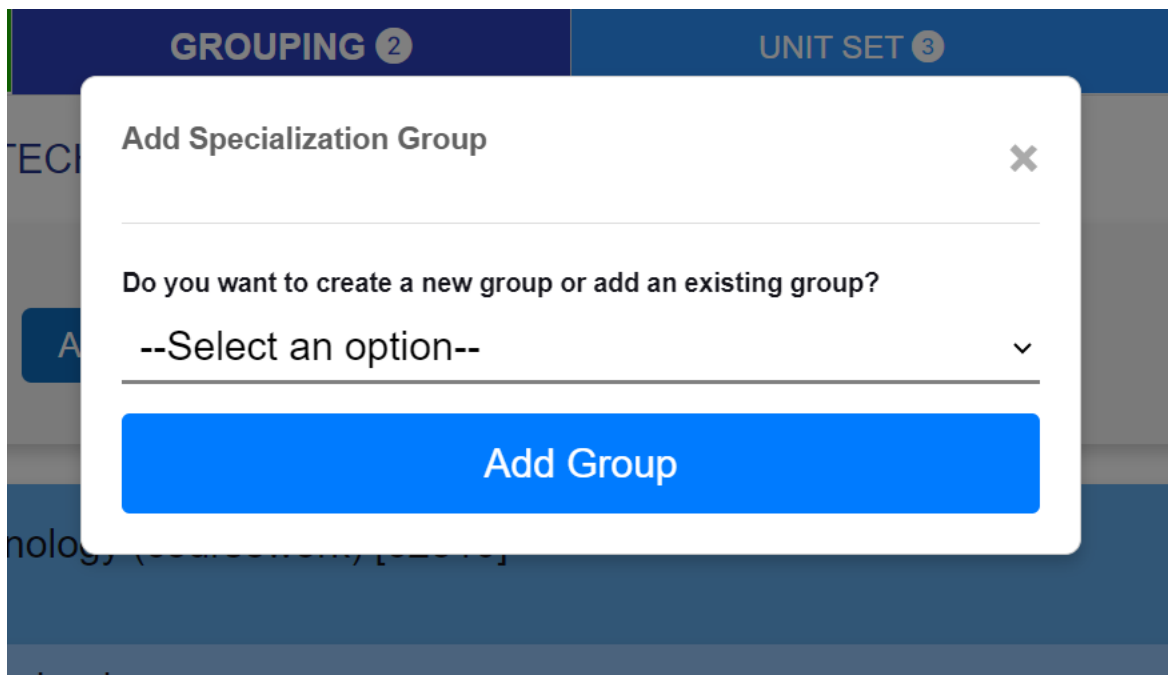 GROUPING 2
UNIT SET 3
Add Specialization Group
×
Do you want to create a new group or add an existing group?
--Select an option--
Add Group